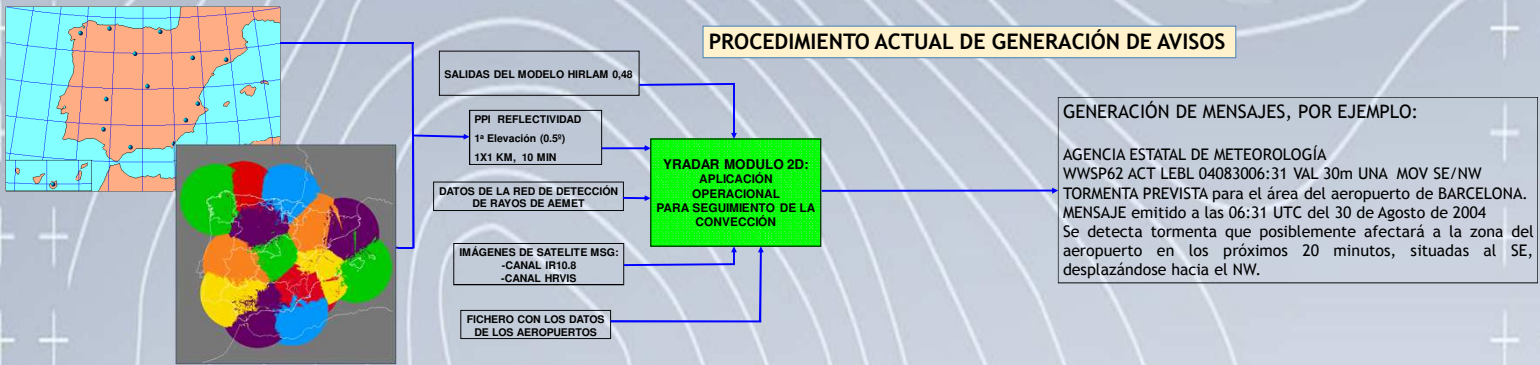 PROCEDIMIENTO ACTUAL DE GENERACIÓN DE AVISOS
SALIDAS DEL MODELO HIRLAM 0,48
PPI REFLECTIVIDAD
1ª Elevación (0.5º)
1X1 KM, 10 MIN
DATOS DE LA RED DE DETECCIÓN
DE RAYOS DE AEMET
IMÁGENES DE SATELITE MSG:
-CANAL IR10.8
-CANAL HRVIS
FICHERO CON LOS DATOS
DE LOS AEROPUERTOS
YRADAR MODULO 2D:
APLICACIÓN
OPERACIONAL
PARA SEGUIMIENTO DE LA
CONVECCIÓN
GENERACIÓN DE MENSAJES, POR EJEMPLO:
AGENCIA ESTATAL DE METEOROLOGÍA
WWSP62 ACT LEBL 04083006:31 VAL 30m UNA MOV SE/NW
TORMENTA PREVISTA para el área del aeropuerto de BARCELONA.
MENSAJE emitido a las 06:31 UTC del 30 de Agosto de 2004
Se detecta tormenta que posiblemente afectará a la zona del
aeropuerto en los próximos 20 minutos, situadas al SE,
desplazándose hacia el NW.